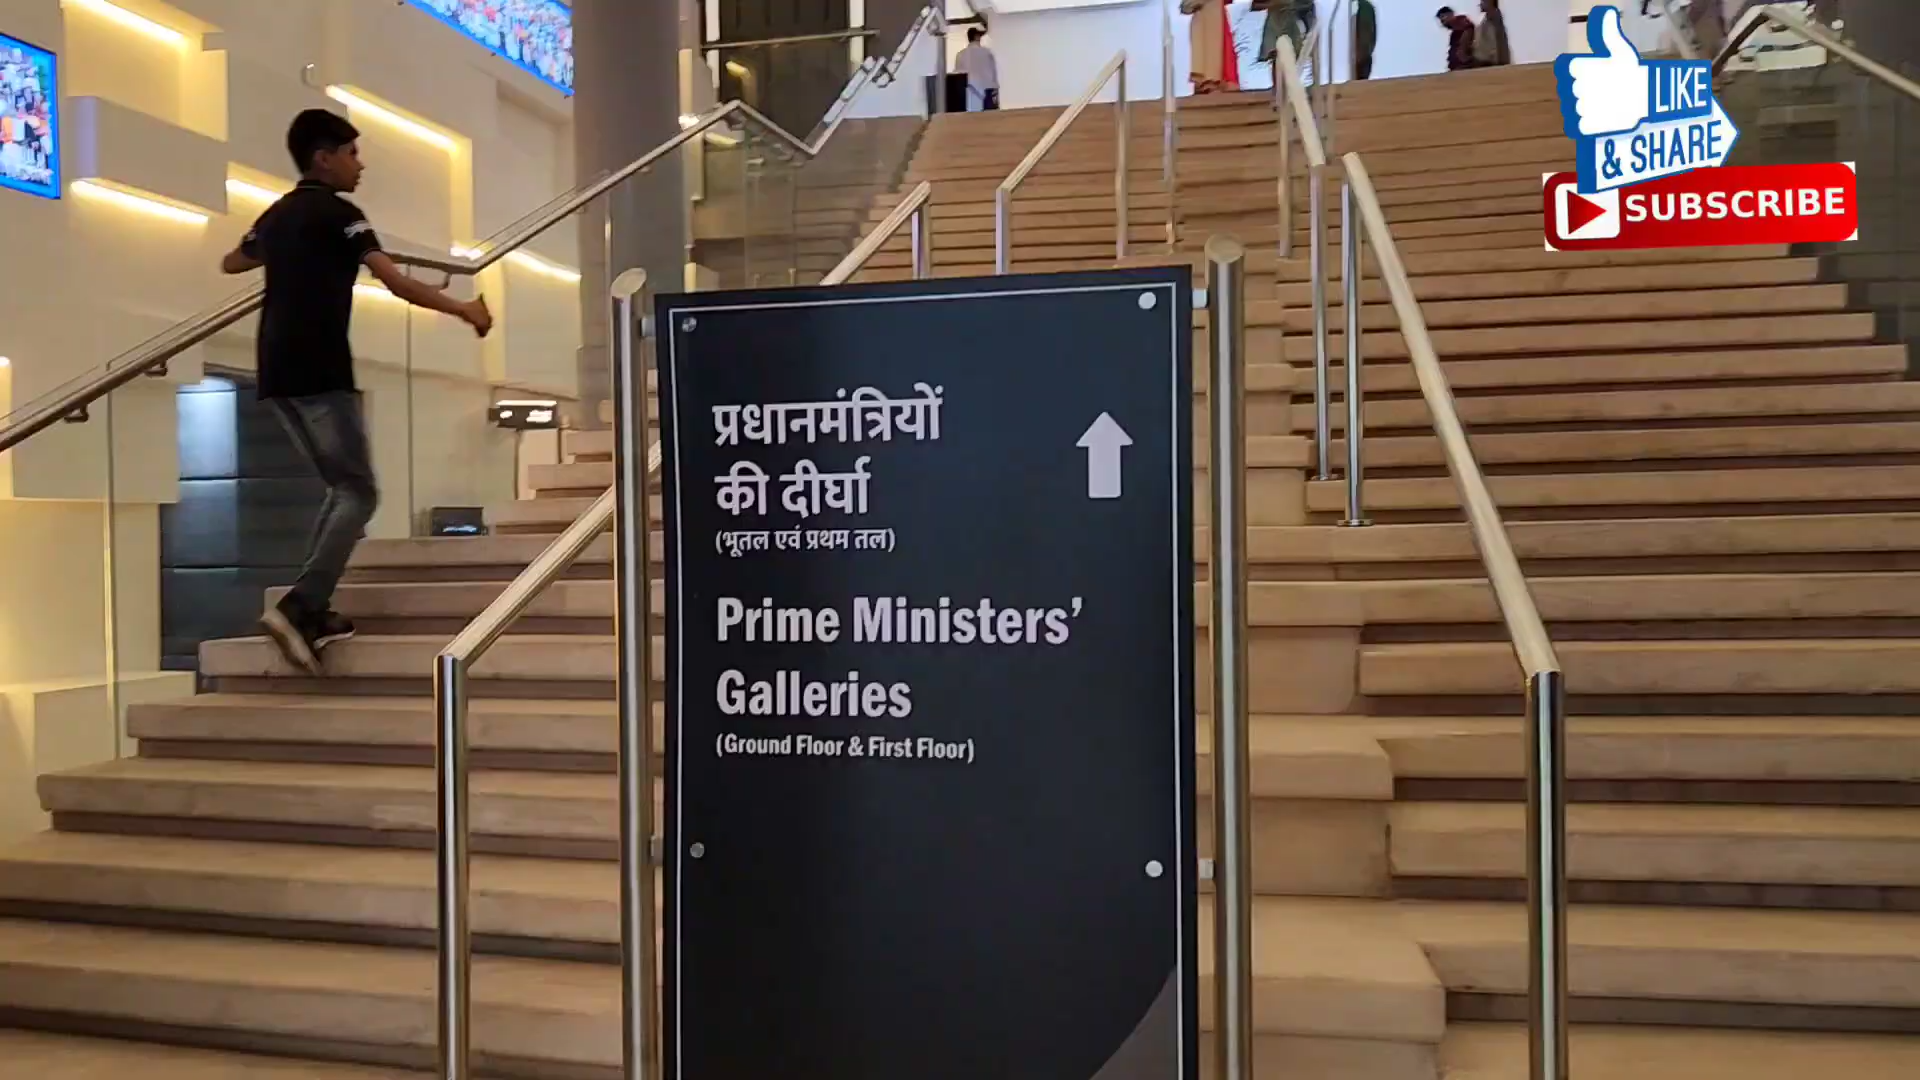 LIKE
& SHARE
SUBSCRIBE
प्रधानमंत्रियों
की दीर्घा
(भूतल एवं प्रथम तल)
Prime Ministers’
Galleries
(Ground Floor & First Floor)